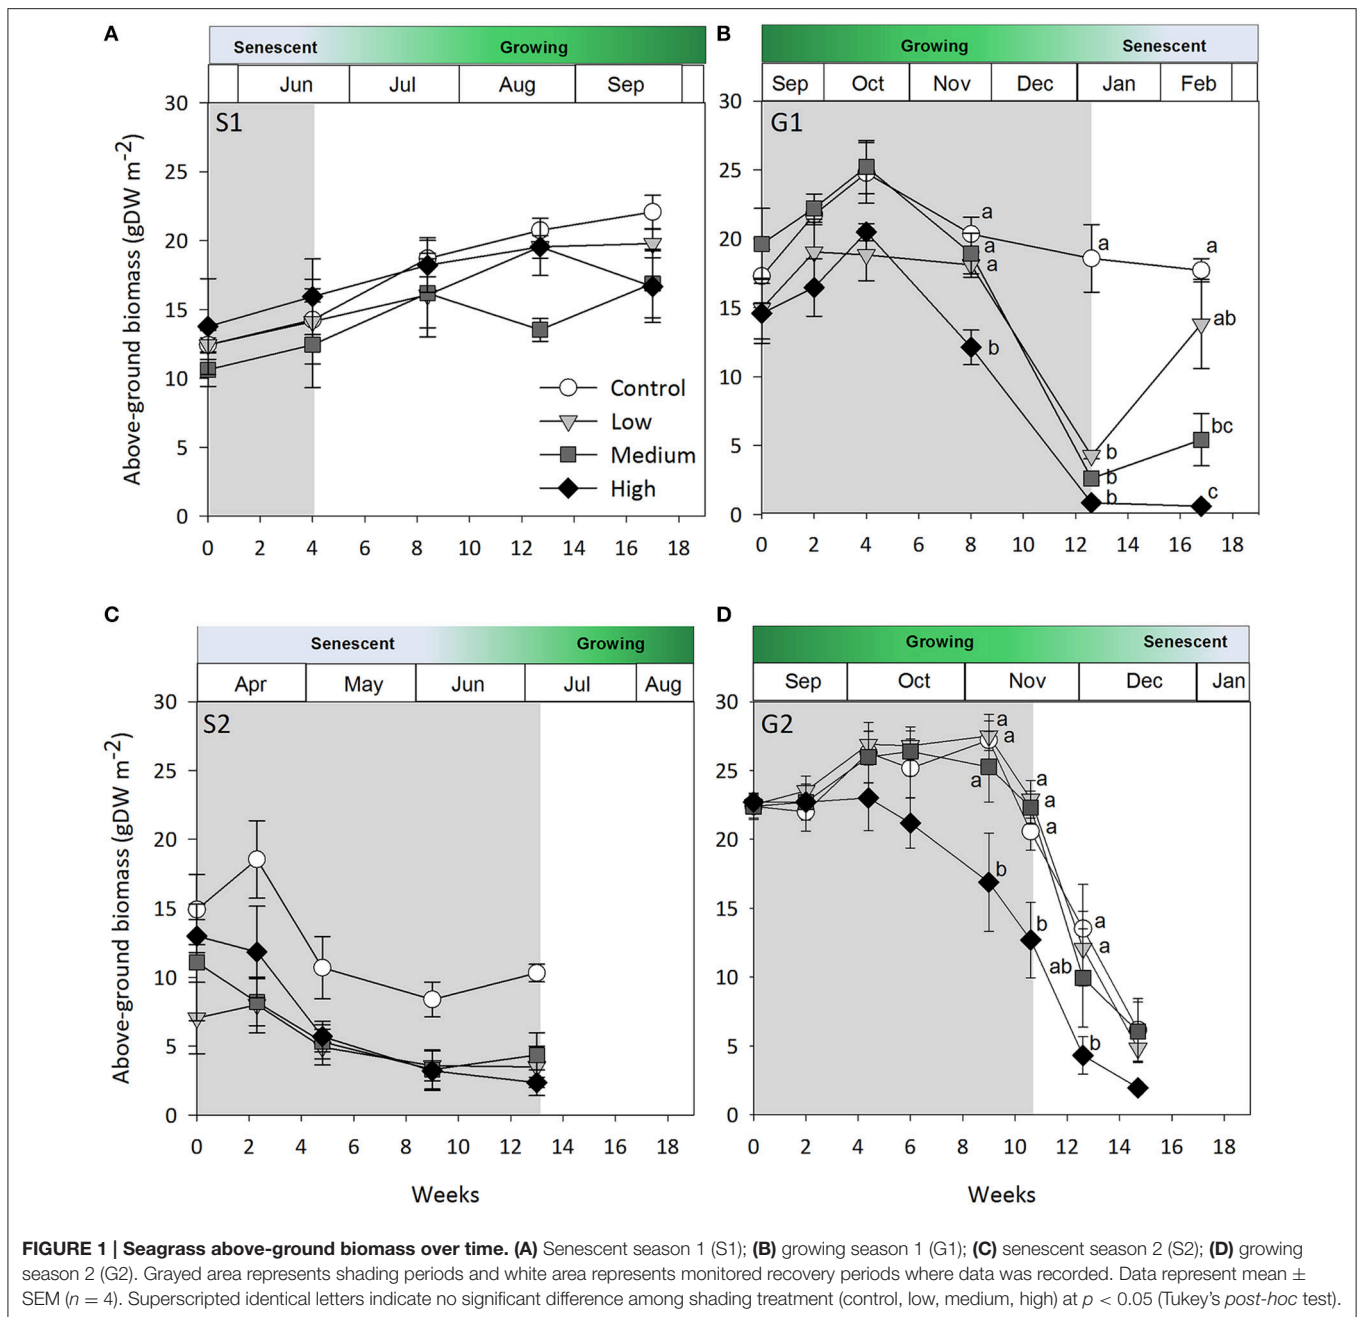 A
Senescent Growing
Jun Jul Aug Sep
S1
Above-ground biomass (gDW m-2)
30
25
20
15
10
5
0
0 2 4 6 8 10 12 14 16 18
Control
Low
Medium
High
B
Growing Senescent
Sep Oct Nov Dec Jan Feb
G1
30
25
20
15
10
5
0
0 2 4 6 8 10 12 14 16 18
a
a
a
b
a
b
b
b
a
ab
bc
c
C
Senescent Growing
Apr May Jun Jul Aug
S2
Above-ground biomass (gDW m-2)
30
25
20
15
10
5
0
0 2 4 6 8 10 12 14 16 18
Weeks
D
Growing Senescent
Sep Oct Nov Dec Jan
G2
30
25
20
15
10
5
0
0 2 4 6 8 10 12 14 16 18
Weeks
a
a
a
b
a
a
a
b
a
a
ab
b
FIGURE 1 | Seagrass above-ground biomass over time. (A) Senescent season 1 (S1); (B) growing season 1 (G1); (C) senescent season 2 (S2); (D) growing
season 2 (G2). Grayed area represents shading periods and white area represents monitored recovery periods where data was recorded. Data represent mean ±
SEM (n = 4). Superscripted identical letters indicate no significant difference among shading treatment (control, low, medium, high) at p < 0.05 (Tukey's post-hoc test).